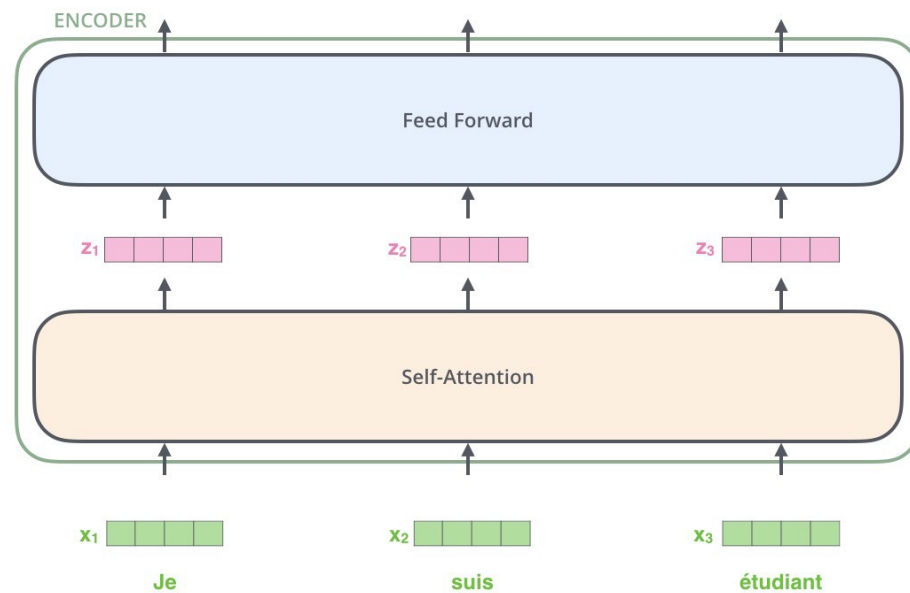 ENCODER
Feed Forward
z₁ z₂ z₃
Self-Attention
x₁ x₂ x₃
Je suis étudiant